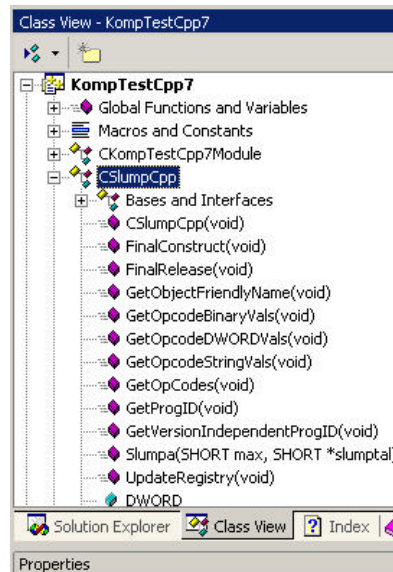 Class View - KompTestCpp7
KompTestCpp7
Global Functions and Variables
Macros and Constants
CKompTestCpp7Module
CSlumpCpp
Bases and Interfaces
CSlumpCpp(void)
FinalConstruct(void)
FinalRelease(void)
GetObjectFriendlyName(void)
GetOpcodeBinaryVals(void)
GetOpcodeDWORDVals(void)
GetOpcodeStringVals(void)
GetOpCodes(void)
GetProgID(void)
GetVersionIndependentProgID(void)
Slumpa(SHORT max, SHORT *slumptal)
UpdateRegistry(void)
DWORD
Solution Explorer Class View Index
Properties